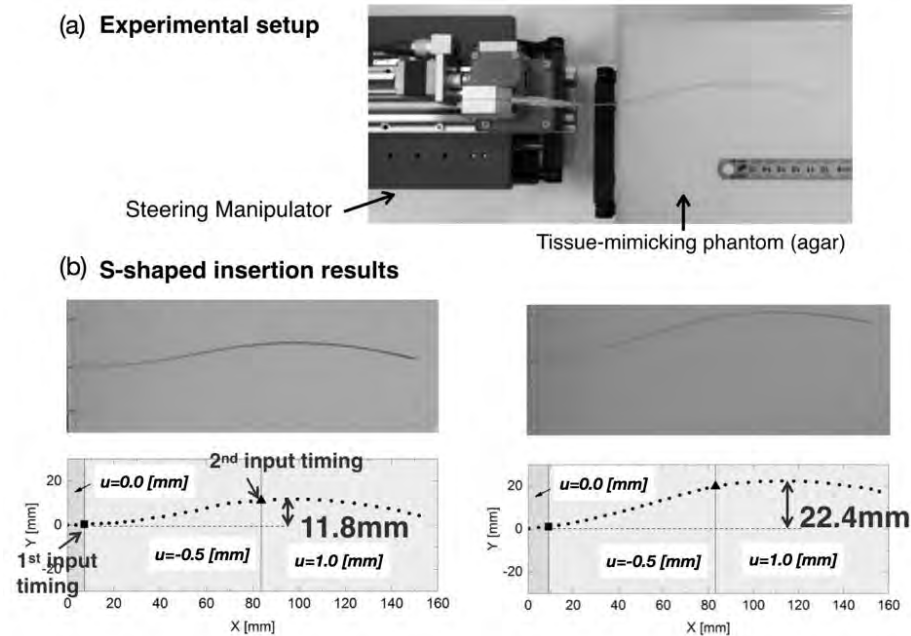 (a) Experimental setup
Steering Manipulator
Tissue-mimicking phantom (agar)
(b) S-shaped insertion results
2nd input timing
u=0.0 [mm]
11.8mm
1st input
timing
u=-0.5 [mm]
u=1.0 [mm]
Y [mm]
20
0
-20
0 20 40 60 80 100 120 140 160
X [mm]
u=0.0 [mm]
22.4mm
u=-0.5 [mm]
u=1.0 [mm]
Y [mm]
20
0
-20
0 20 40 60 80 100 120 140 160
X [mm]